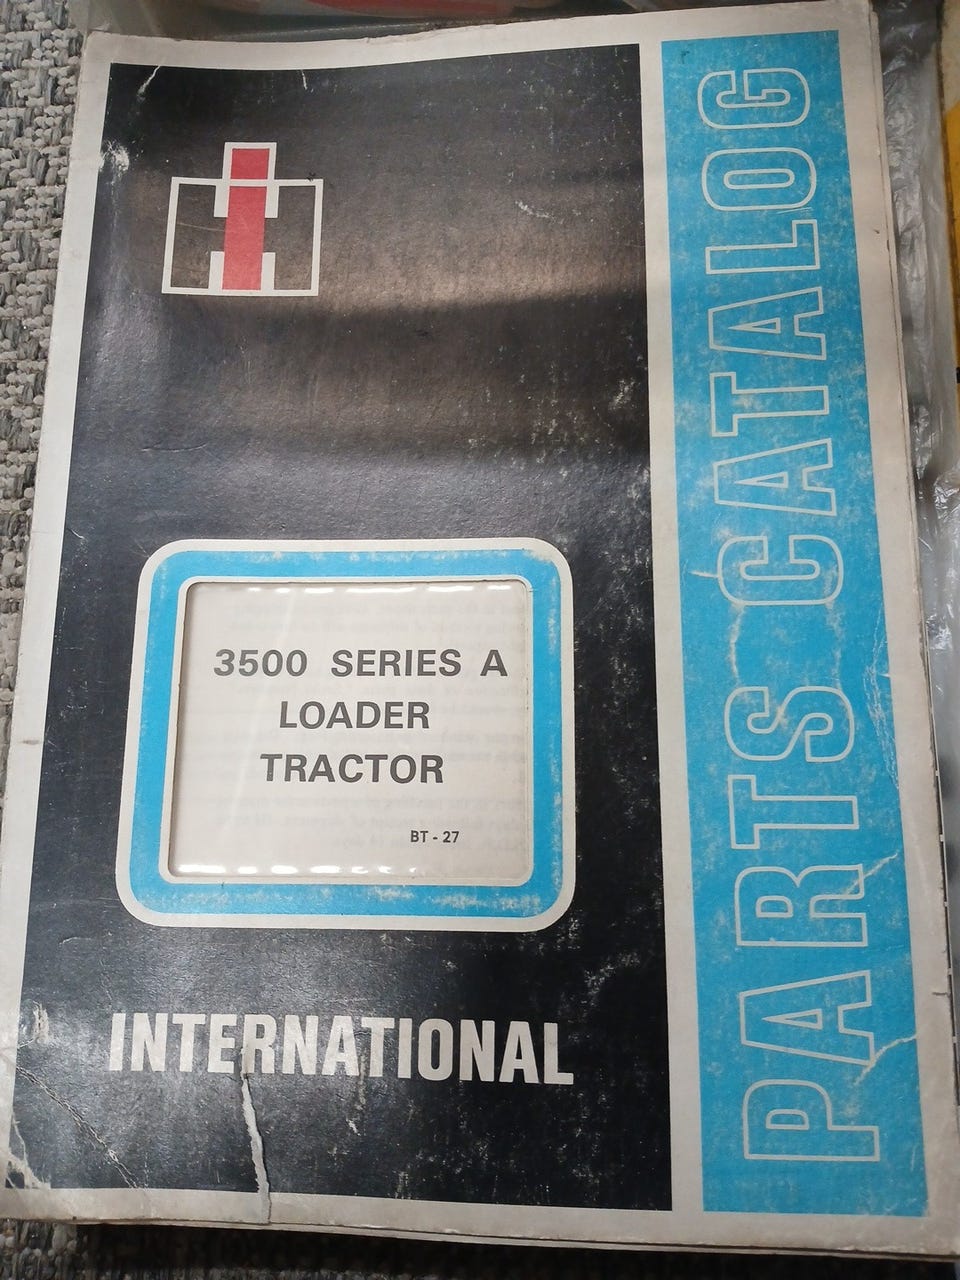 PARTS CATALOG
3500 SERIES A
LOADER
TRACTOR
BT - 27
INTERNATIONAL